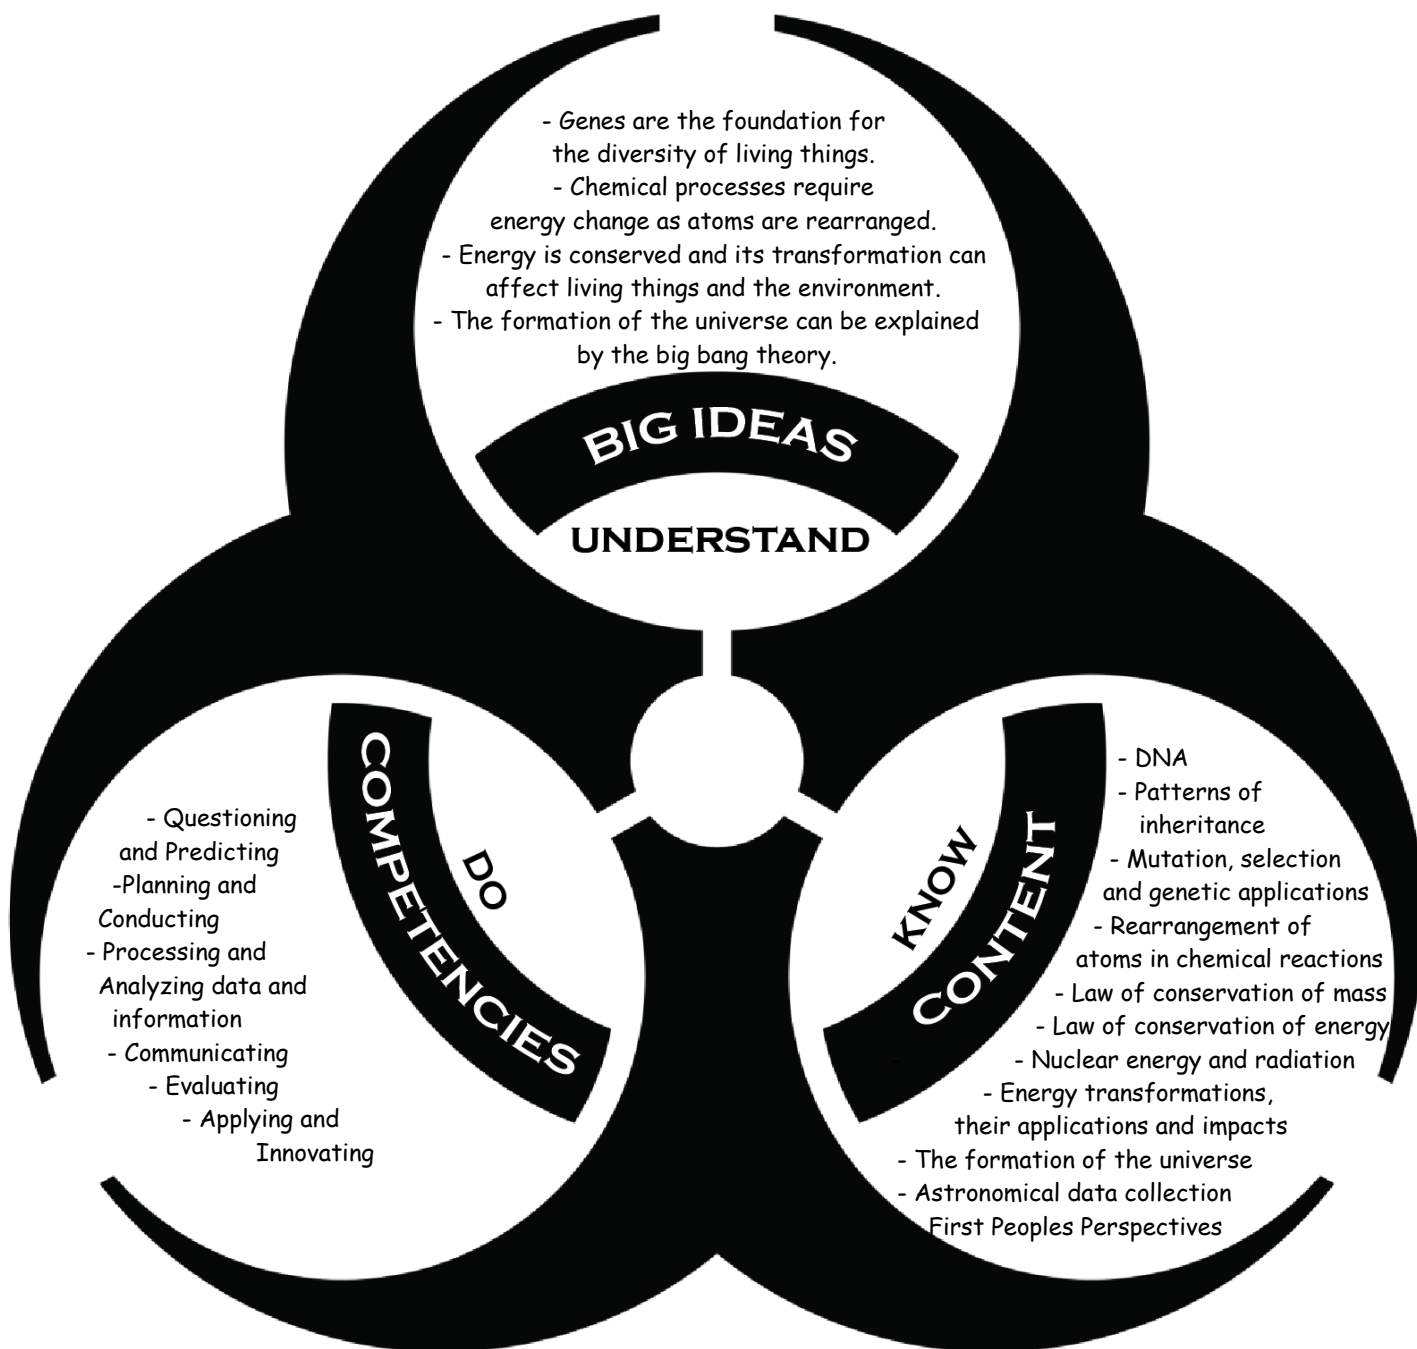 - Genes are the foundation for
the diversity of living things.
- Chemical processes require
energy change as atoms are rearranged.
- Energy is conserved and its transformation can
affect living things and the environment.
- The formation of the universe can be explained
by the big bang theory.
BIG IDEAS
UNDERSTAND
COMPETENCIES
DO
- Questioning
and Predicting
-Planning and
Conducting
- Processing and
Analyzing data and
information
- Communicating
- Evaluating
- Applying and
Innovating
KNOW
CONTENT
- DNA
- Patterns of
inheritance
- Mutation, selection
and genetic applications
- Rearrangement of
atoms in chemical reactions
- Law of conservation of mass
- Law of conservation of energy
- Nuclear energy and radiation
- Energy transformations,
their applications and impacts
- The formation of the universe
- Astronomical data collection
First Peoples Perspectives